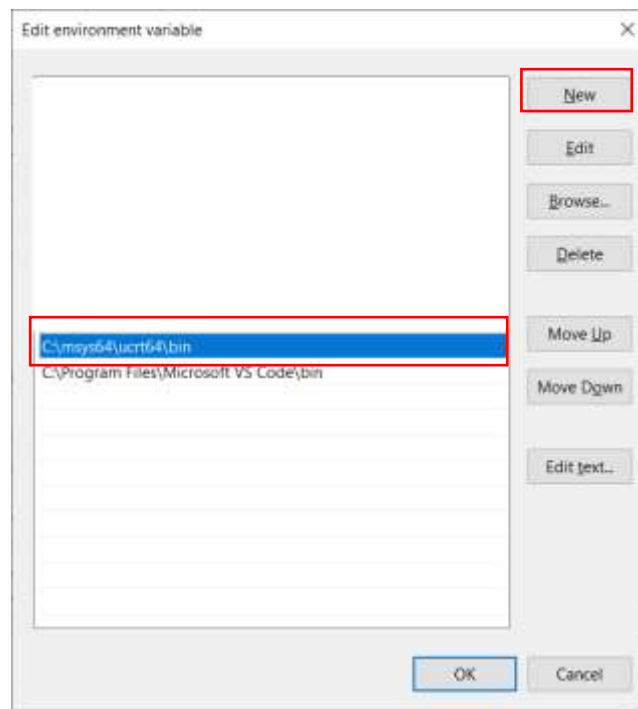 Edit environment variable
New
Edit
Browse...
Delete
C:\msys64\ucrt64\bin
Move Up
C:\Program Files\Microsoft VS Code\bin
Move Down
Edit text...
OK
Cancel